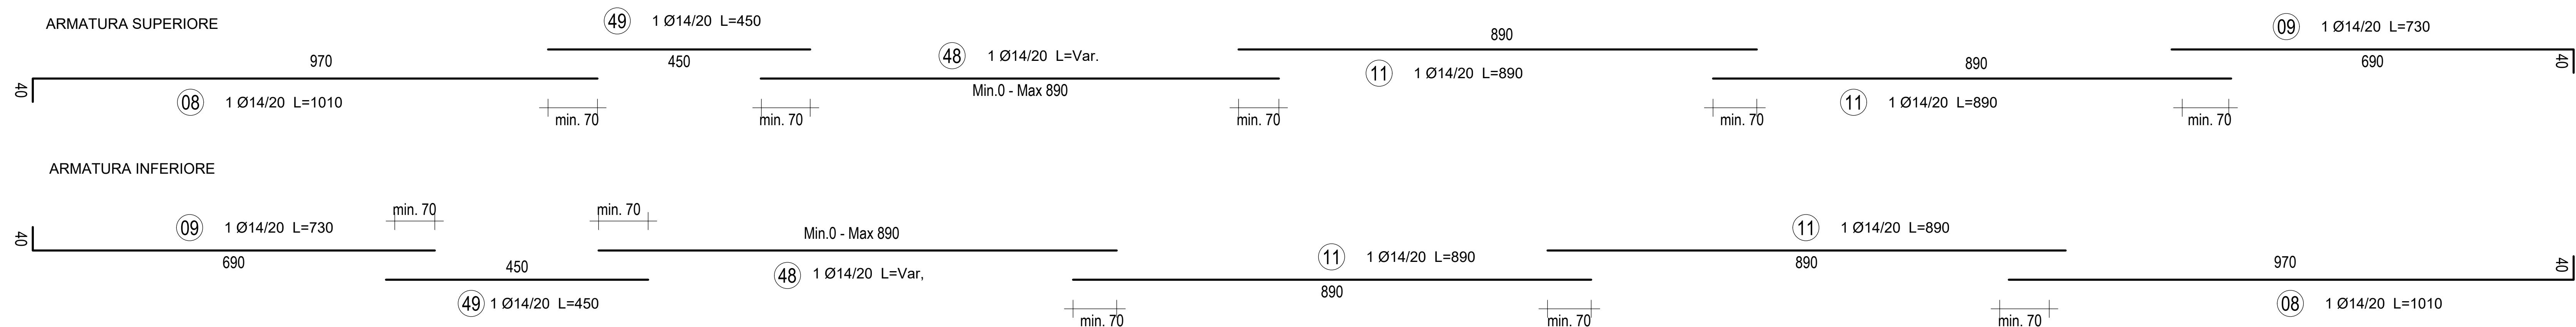 ARMATURA SUPERIORE
49 1 Ø14/20 L=450
970
450
40
08 1 Ø14/20 L=1010
min. 70
min. 70
48 1 Ø14/20 L=Var.
Min.0 - Max 890
890
11 1 Ø14/20 L=890
min. 70
890
11 1 Ø14/20 L=890
min. 70
09 1 Ø14/20 L=730
690
40
min. 70
ARMATURA INFERIORE
40
09 1 Ø14/20 L=730
690
min. 70
min. 70
450
49 1 Ø14/20 L=450
Min.0 - Max 890
48 1 Ø14/20 L=Var,
11 1 Ø14/20 L=890
890
min. 70
11 1 Ø14/20 L=890
890
min. 70
970
40
08 1 Ø14/20 L=1010
min. 70